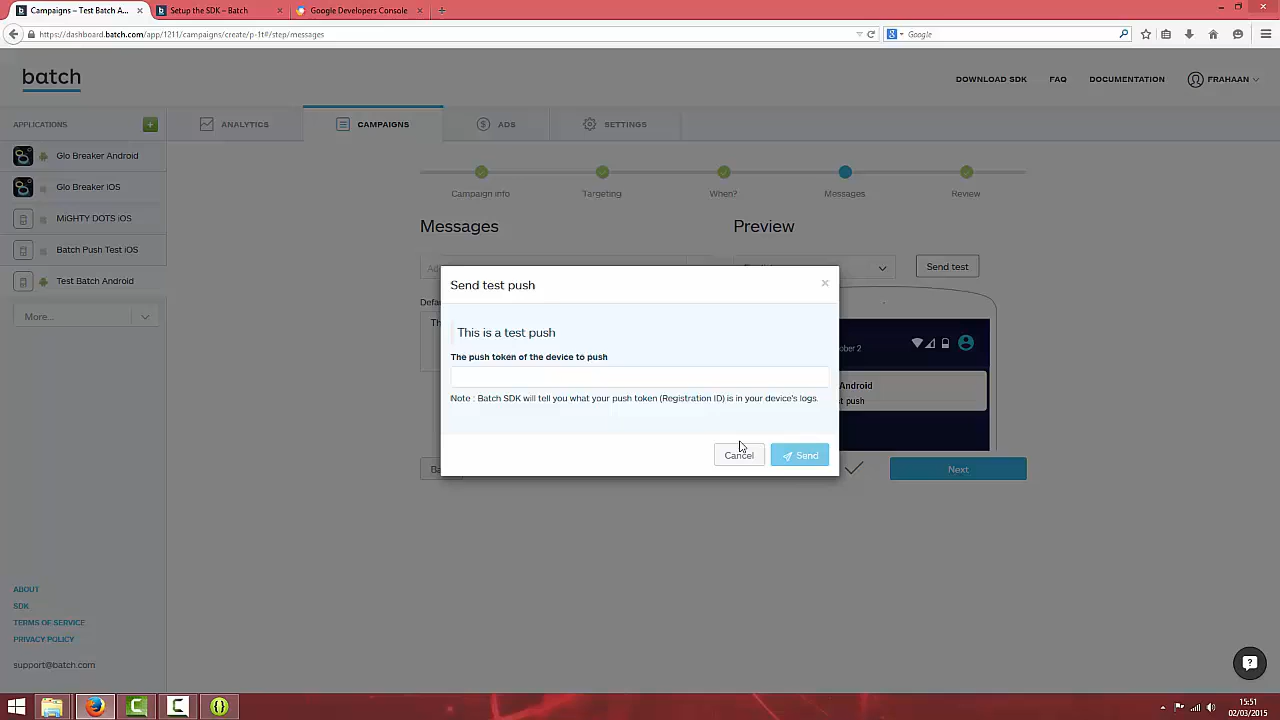 Campaigns – Test Batch A...
Setup the SDK – Batch
Google Developers Console
https://dashboard.batch.com/app/1211/campaigns/create/p-1t#/step/messages
Google
batch
DOWNLOAD SDK
FAQ
DOCUMENTATION
FRAHAAN
APPLICATIONS
ANALYTICS
CAMPAIGNS
ADS
SETTINGS
Glo Breaker Android
Glo Breaker iOS
MiGHTY DOTS iOS
Batch Push Test iOS
Test Batch Android
More...
Campaign info
Targeting
When?
Messages
Review
Messages
Preview
Send test
Send test push
This is a test push
The push token of the device to push
Note : Batch SDK will tell you what your push token (Registration ID) is in your device's logs.
Cancel
Send
ober 2
Android
t push
Next
ABOUT
SDK
TERMS OF SERVICE
PRIVACY POLICY
support@batch.com
15:51
02/03/2015